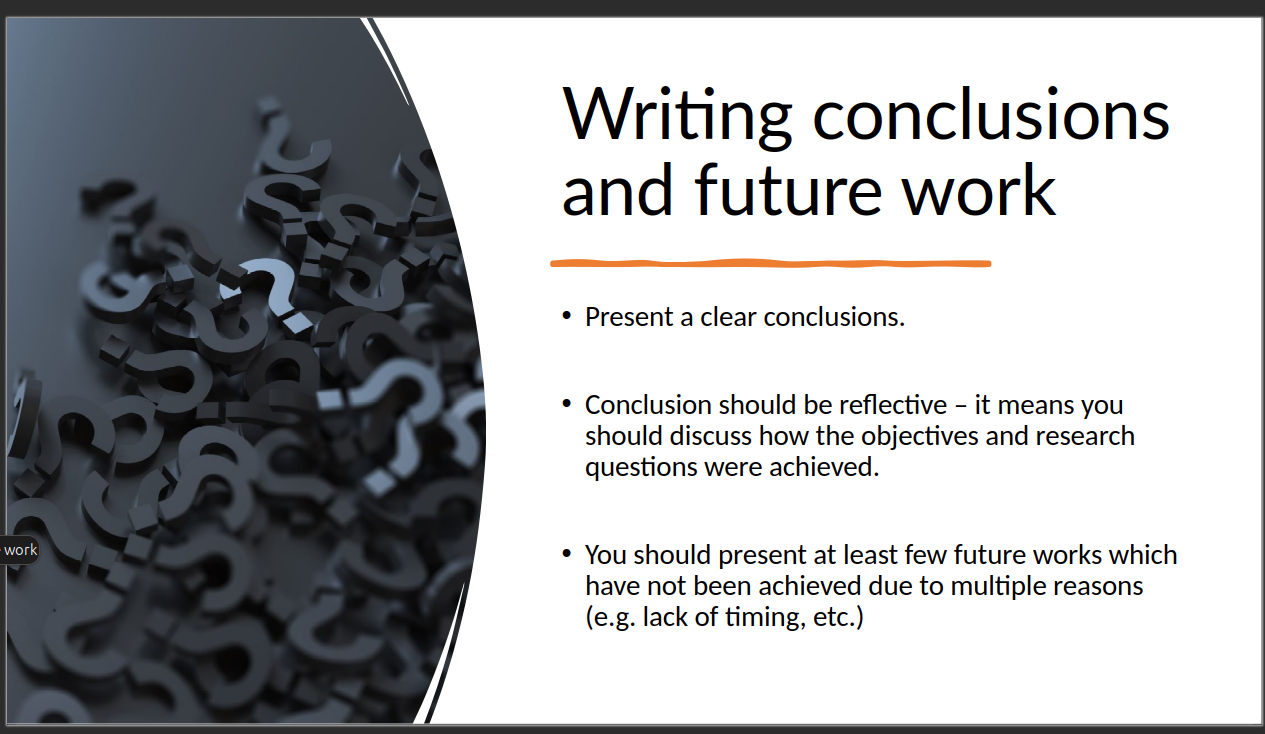 Writing conclusions
and future work
• Present a clear conclusions.
• Conclusion should be reflective – it means you
should discuss how the objectives and research
questions were achieved.
• You should present at least few future works which
have not been achieved due to multiple reasons
(e.g. lack of timing, etc.)
work